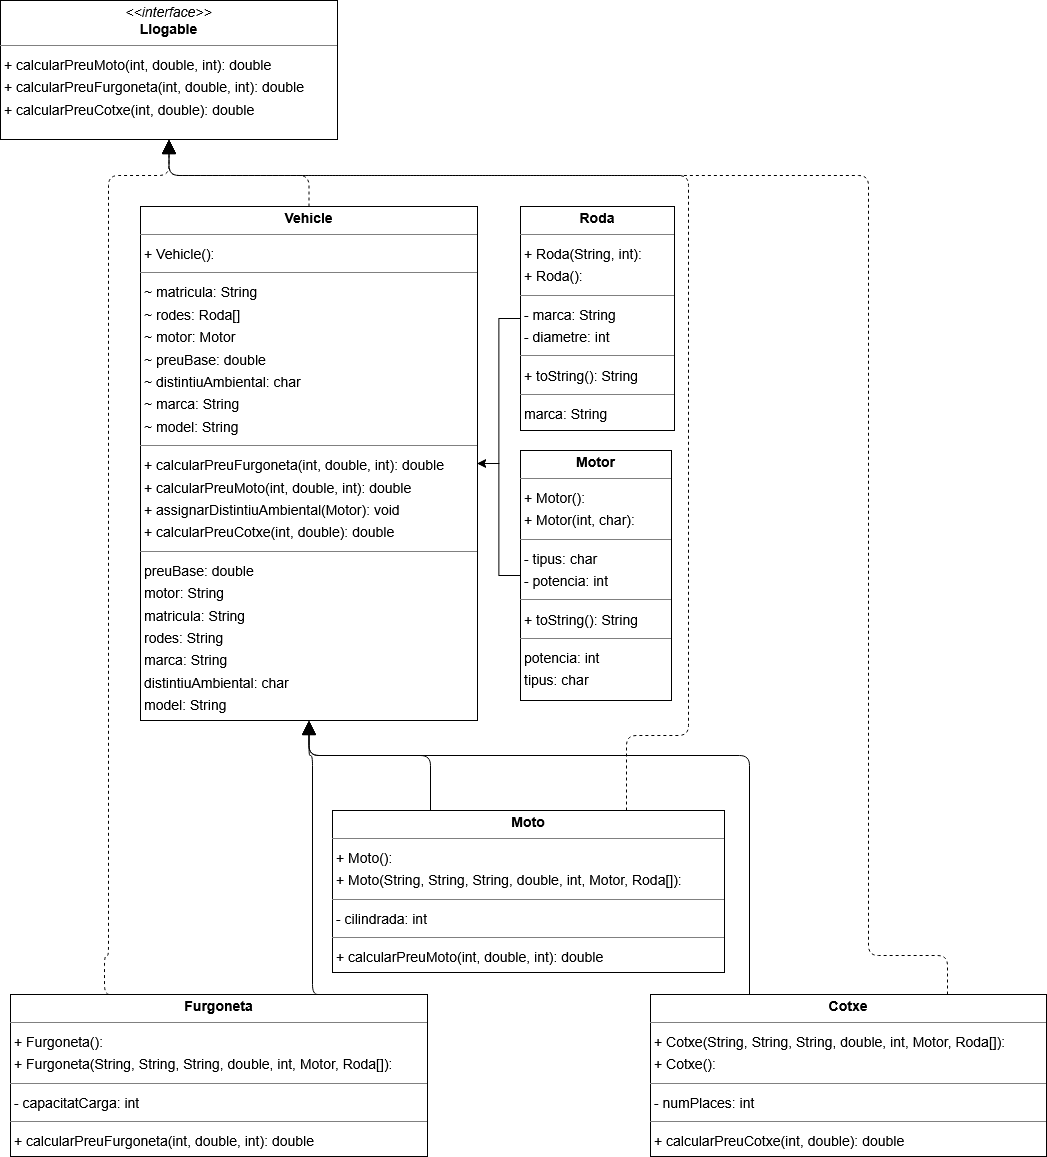 <<interface>>
Llogable
+ calcularPreuMoto(int, double, int): double
+ calcularPreuFurgoneta(int, double, int): double
+ calcularPreuCotxe(int, double): double
Vehicle
+ Vehicle():
~ matricula: String
~ rodes: Roda[]
~ motor: Motor
~ preuBase: double
~ distintiuAmbiental: char
~ marca: String
~ model: String
+ calcularPreuFurgoneta(int, double, int): double
+ calcularPreuMoto(int, double, int): double
+ assignarDistintiuAmbiental(Motor): void
+ calcularPreuCotxe(int, double): double
preuBase: double
motor: String
matricula: String
rodes: String
marca: String
distintiuAmbiental: char
model: String
Roda
+ Roda(String, int):
+ Roda():
- marca: String
- diametre: int
+ toString(): String
marca: String
Motor
+ Motor():
+ Motor(int, char):
- tipus: char
- potencia: int
+ toString(): String
potencia: int
tipus: char
Moto
+ Moto():
+ Moto(String, String, String, double, int, Motor, Roda[]):
- cilindrada: int
+ calcularPreuMoto(int, double, int): double
Furgoneta
+ Furgoneta():
+ Furgoneta(String, String, String, double, int, Motor, Roda[]):
- capacitatCarga: int
+ calcularPreuFurgoneta(int, double, int): double
Cotxe
+ Cotxe(String, String, String, double, int, Motor, Roda[]):
+ Cotxe():
- numPlaces: int
+ calcularPreuCotxe(int, double): double